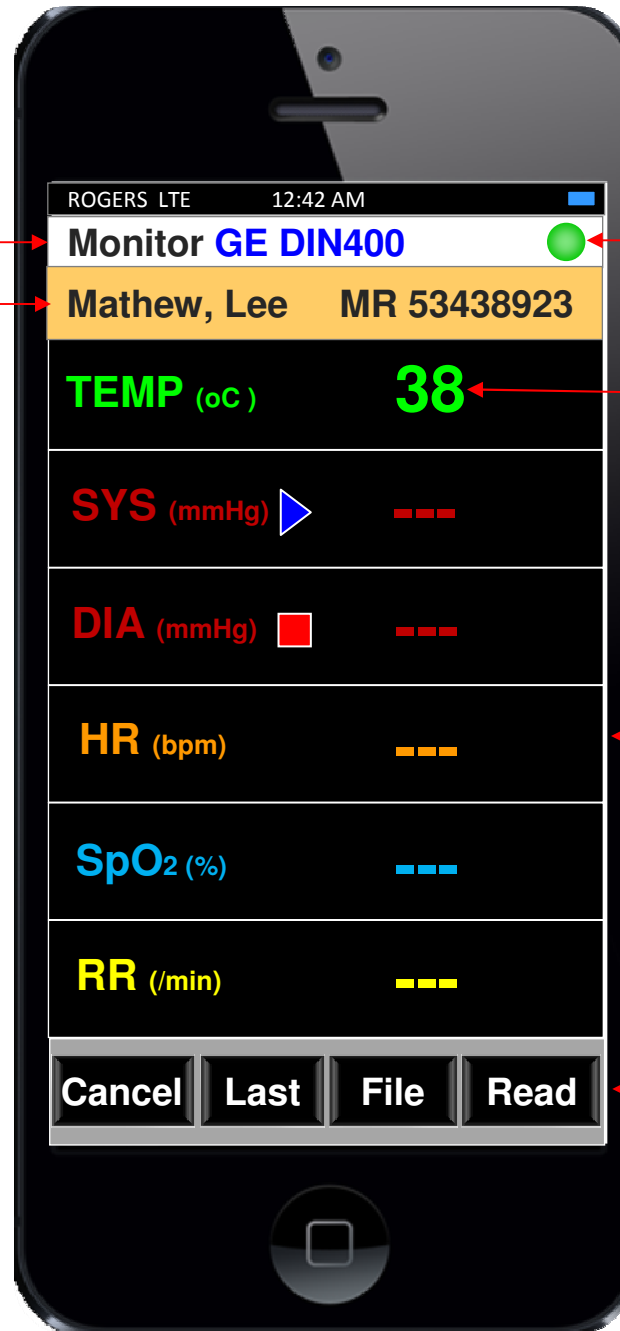 ROGERS LTE 12:42 AM
Monitor GE DIN400
Mathew, Lee MR 53438923
TEMP (oC ) 38
SYS (mmHg) ---
DIA (mmHg) ---
HR (bpm) ---
SpO₂ (%) ---
RR (/min) ---
Cancel Last File Read